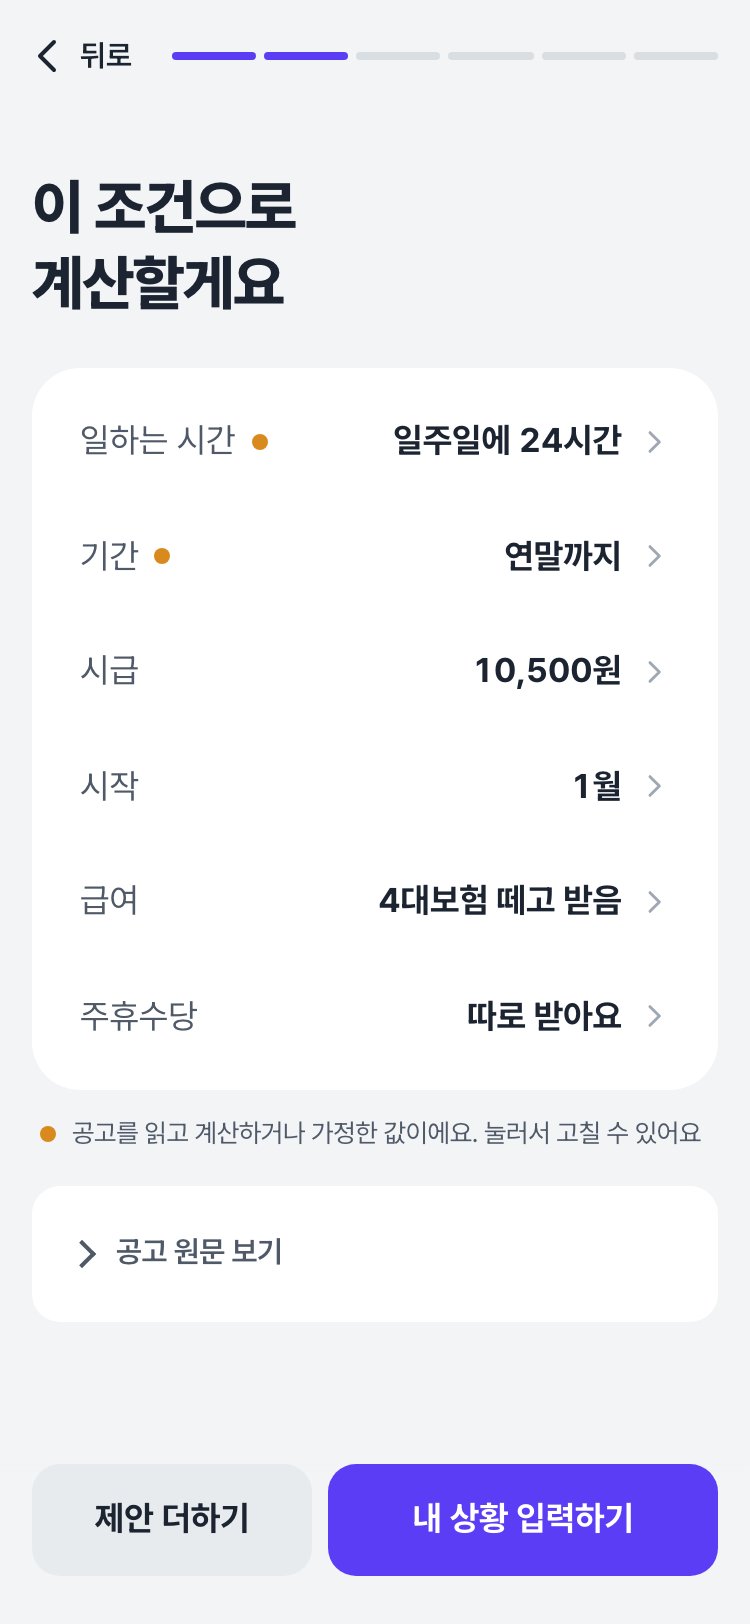 뒤로
이 조건으로
계산할게요
일하는 시간 일주일에 24시간
기간 연말까지
시급 10,500원
시작 1월
급여 4대보험 떼고 받음
주휴수당 따로 받아요
공고를 읽고 계산하거나 가정한 값이에요. 눌러서 고칠 수 있어요
공고 원문 보기
제안 더하기 내 상황 입력하기